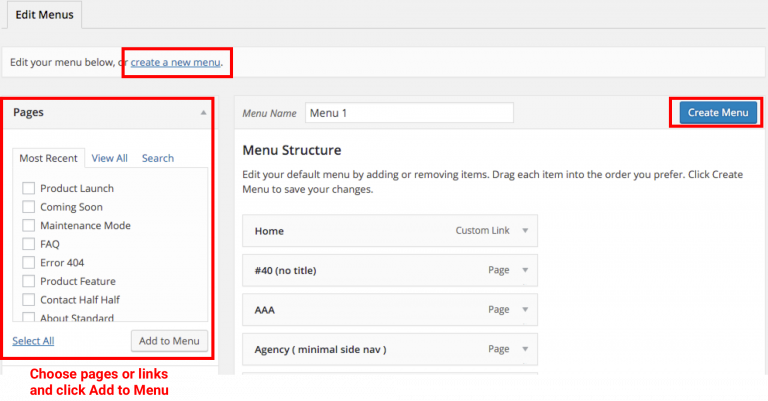 Edit Menus
Edit your menu below, or create a new menu.
Pages
Most Recent View All Search
Product Launch
Coming Soon
Maintenance Mode
FAQ
Error 404
Product Feature
Contact Half Half
About Standard
Select All Add to Menu
Choose pages or links
and click Add to Menu
Menu Name Menu 1 Create Menu
Menu Structure
Edit your default menu by adding or removing items. Drag each item into the order you prefer. Click Create
Menu to save your changes.
Home Custom Link
#40 (no title) Page
AAA Page
Agency ( minimal side nav ) Page